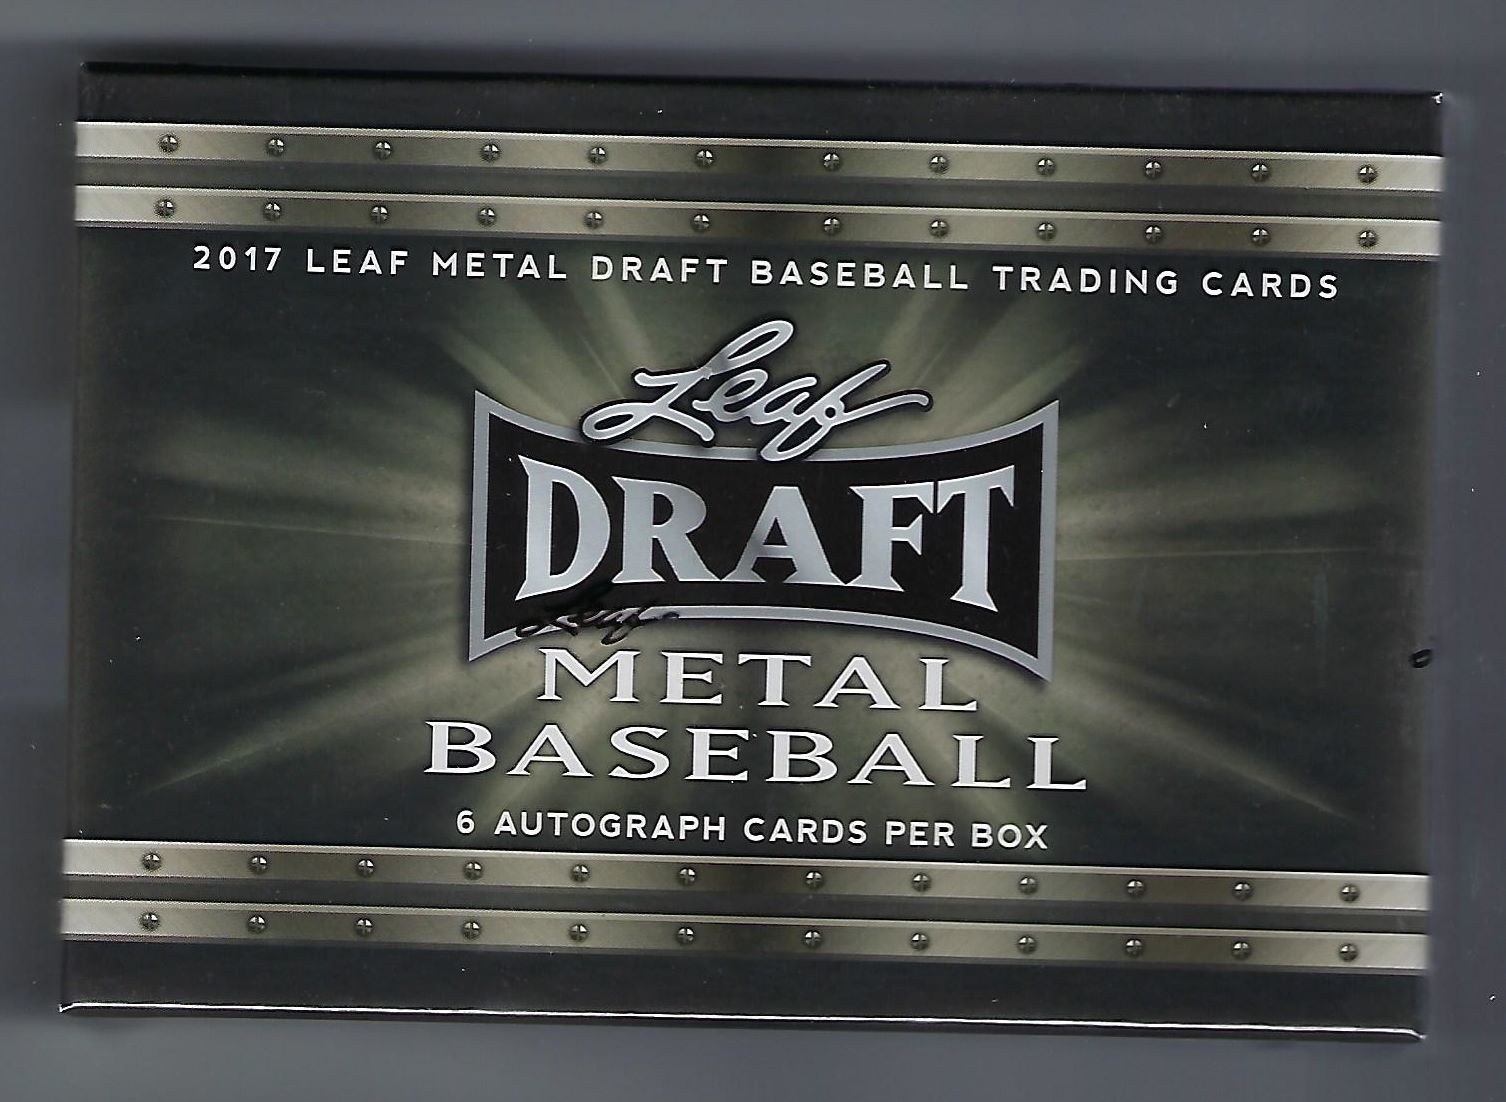 2017 LEAF METAL DRAFT BASEBALL TRADING CARDS
Leaf
DRAFT
Leaf
METAL
BASEBALL
6 AUTOGRAPH CARDS PER BOX